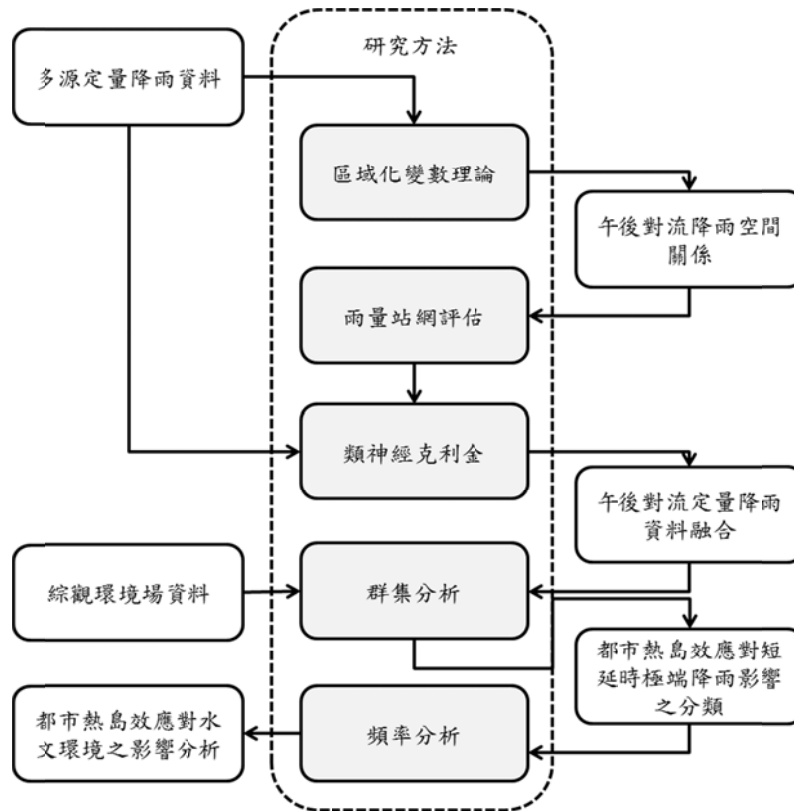 研究方法
多源定量降雨資料
區域化變數理論
午後對流降雨空間
關係
雨量站網評估
類神經克利金
午後對流定量降雨
資料融合
綜觀環境場資料
群集分析
都市熱島效應對短
延時極端降雨影響
之分類
都市熱島效應對水
文環境之影響分析
頻率分析